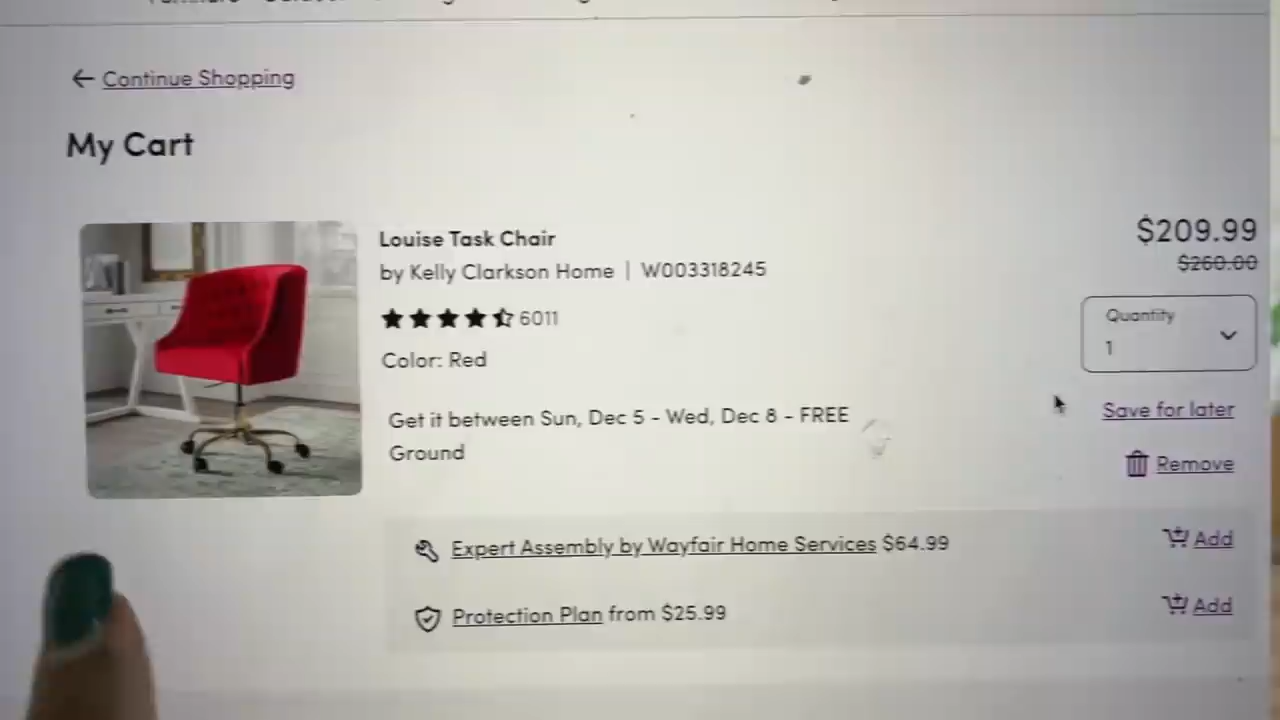 ← Continue Shopping
My Cart
Louise Task Chair
by Kelly Clarkson Home | W003318245
6011
Color: Red
Get it between Sun, Dec 5 - Wed, Dec 8 - FREE
Ground
$209.99
$260.00
Quantity
1
Save for later
Remove
Expert Assembly by Wayfair Home Services $64.99
Add
Protection Plan from $25.99
Add